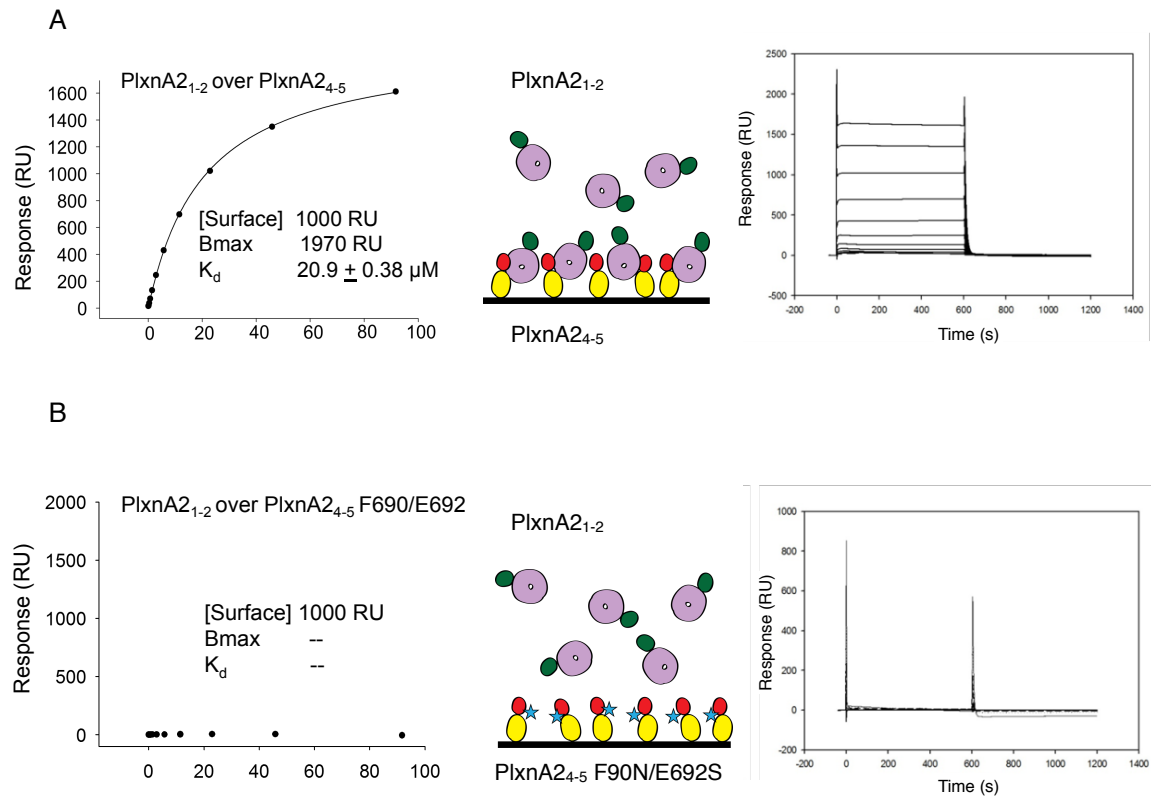 A
PlxnA2₁₋₂ over PlxnA2₄₋₅
Response (RU)
1600
1400
1200
1000
800
600
400
200
0
[Surface] 1000 RU
Bmax 1970 RU
Kd 20.9 ± 0.38 µM
0 20 40 60 80 100
PlxnA2₁₋₂
PlxnA2₄₋₅
Response (RU)
2500
2000
1500
1000
500
0
-500
-200 0 200 400 600 800 1000 1200 1400
Time (s)
B
PlxnA2₁₋₂ over PlxnA2₄₋₅ F690/E692
Response (RU)
2000
1500
1000
500
0
[Surface] 1000 RU
Bmax --
Kd --
0 20 40 60 80 100
PlxnA2₁₋₂
PlxnA2₄₋₅ F90N/E692S
Response (RU)
1000
800
600
400
200
0
-200
-200 0 200 400 600 800 1000 1200 1400
Time (s)